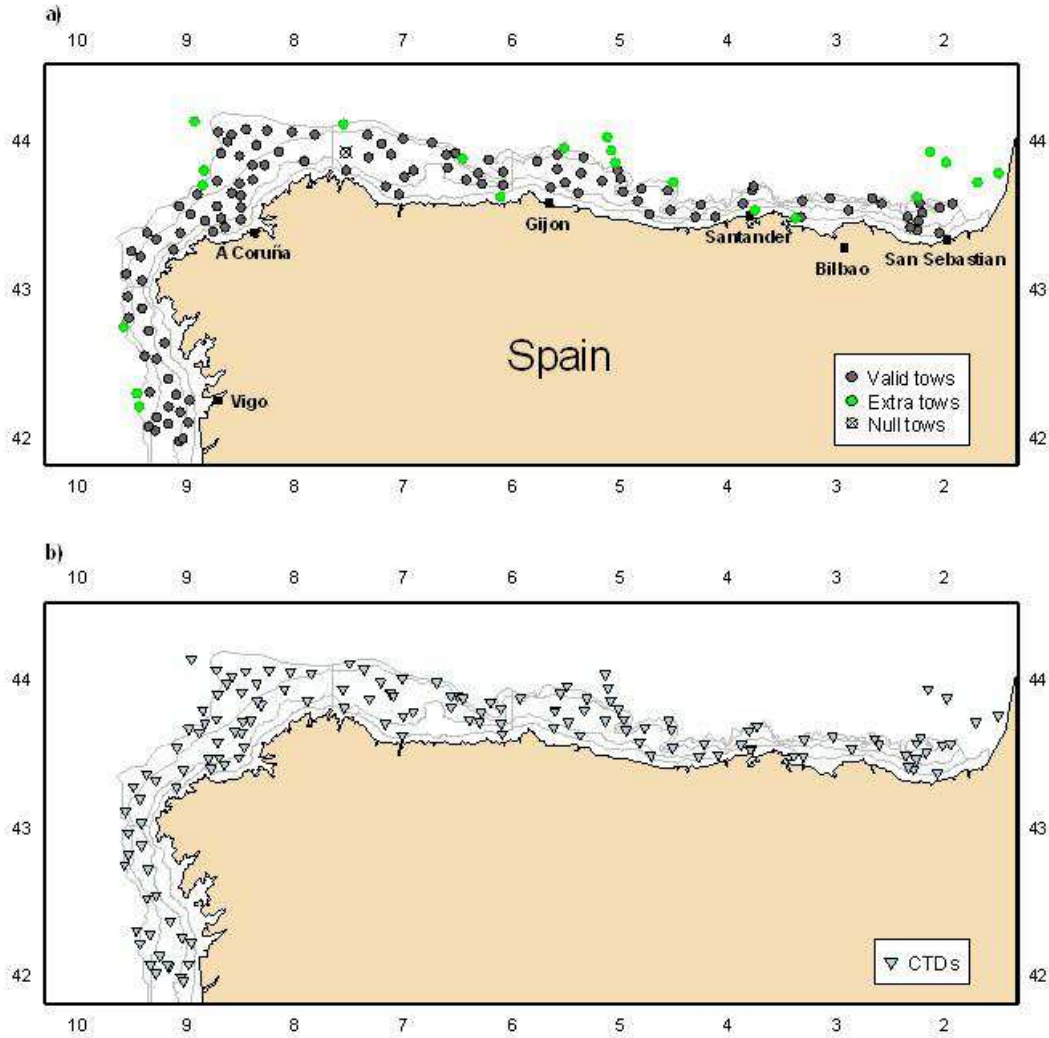 a)
10 9 8 7 6 5 4 3 2
44 44
A Coruña Gijon Santander Bilbao San Sebastian
43 43
Spain
Valid tows
Vigo Extra tows
Null tows
42 42
10 9 8 7 6 5 4 3 2
b)
10 9 8 7 6 5 4 3 2
44 44
43 43
CTDs
42 42
10 9 8 7 6 5 4 3 2